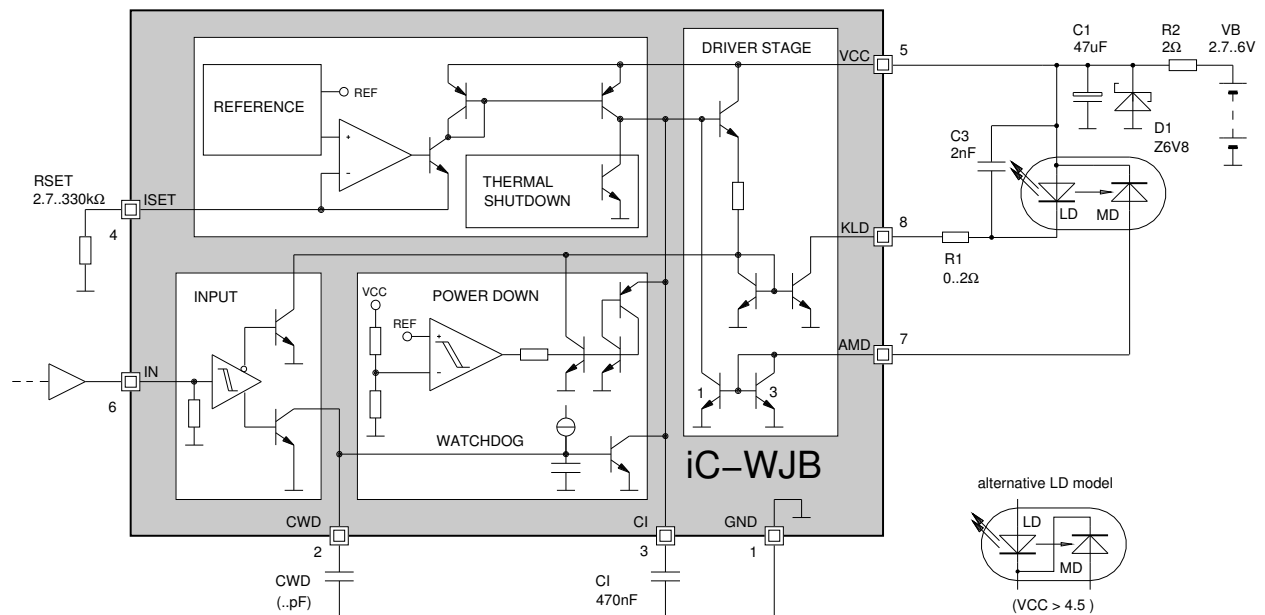 C1
47uF
R2
2Ω
VB
2.7..6V
DRIVER STAGE
VCC
5
REFERENCE
REF
+
-
THERMAL
SHUTDOWN
RSET
2.7..330kΩ
ISET
4
C3
2nF
D1
Z6V8
LD
MD
KLD
8
R1
0..2Ω
INPUT
VCC
POWER DOWN
REF
+
-
AMD
7
IN
6
1
3
WATCHDOG
iC-WJB
CWD
2
CI
3
GND
1
CWD
(..pF)
CI
470nF
alternative LD model
LD
MD
(VCC > 4.5 )